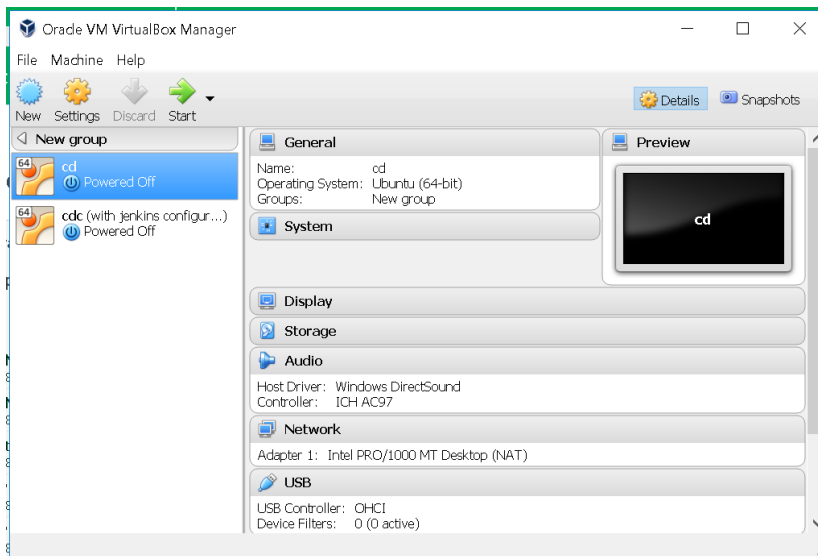 Oracle VM VirtualBox Manager
File Machine Help
New Settings Discard Start
Details Snapshots
New group
64 cd
Powered Off
64 cdc (with jenkins configur...)
Powered Off
General
Name: cd
Operating System: Ubuntu (64-bit)
Groups: New group
System
Preview
cd
Display
Storage
Audio
Host Driver: Windows DirectSound
Controller: ICH AC97
Network
Adapter 1: Intel PRO/1000 MT Desktop (NAT)
USB
USB Controller: OHCI
Device Filters: 0 (0 active)